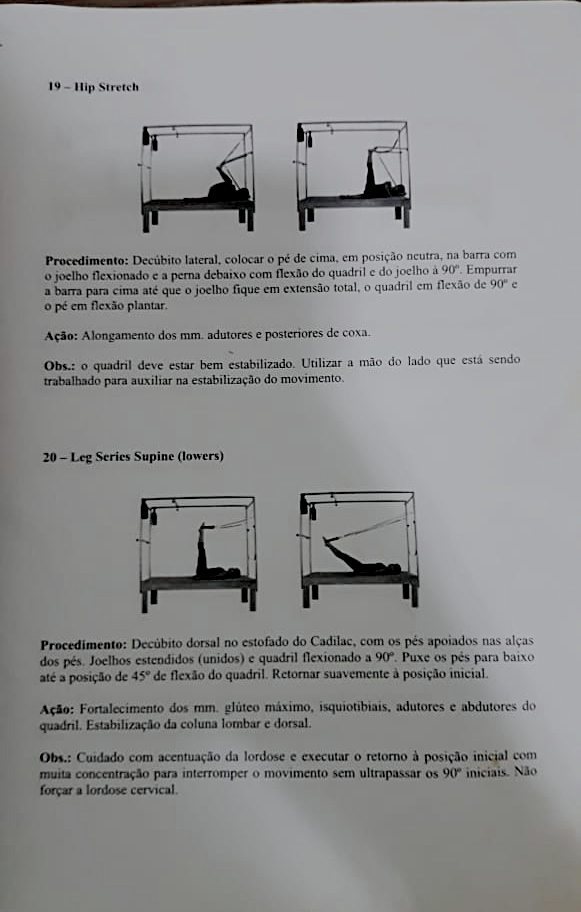 19 – Hip Stretch
Procedimento: Decúbito lateral, colocar o pé de cima, em posição neutra, na barra com
o joelho flexionado e a perna debaixo com flexão do quadril e do joelho à 90º. Empurrar
a barra para cima até que o joelho fique em extensão total, o quadril em flexão de 90º e
o pé em flexão plantar.
Ação: Alongamento dos mm. adutores e posteriores de coxa.
Obs.: o quadril deve estar bem estabilizado. Utilizar a mão do lado que está sendo
trabalhado para auxiliar na estabilização do movimento.
20 – Leg Series Supine (lowers)
Procedimento: Decúbito dorsal no estofado do Cadilac, com os pés apoiados nas alças
dos pés. Joelhos estendidos (unidos) e quadril flexionado a 90º. Puxe os pés para baixo
até a posição de 45º de flexão do quadril. Retornar suavemente à posição inicial.
Ação: Fortalecimento dos mm. glúteo máximo, isquiotibiais, adutores e abdutores do
quadril. Estabilização da coluna lombar e dorsal.
Obs.: Cuidado com acentuação da lordose e executar o retorno à posição inicial com
muita concentração para interromper o movimento sem ultrapassar os 90º iniciais. Não
forçar a lordose cervical.